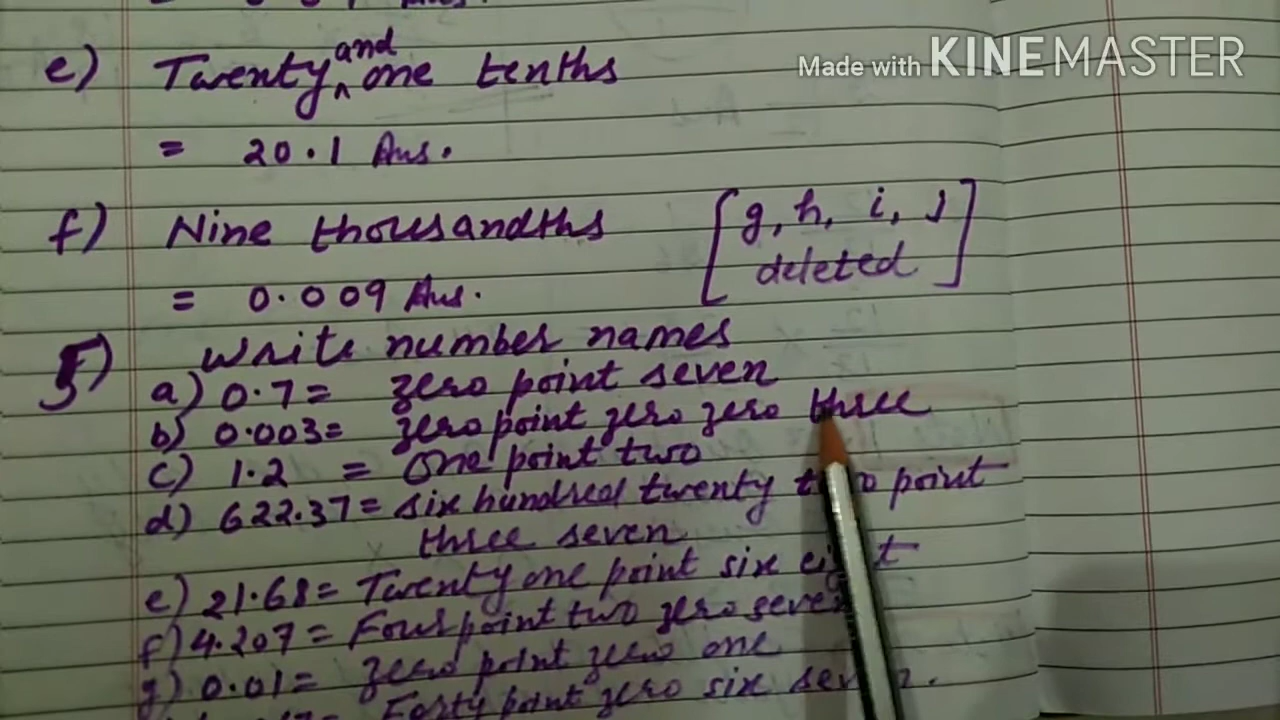 e) Twenty and one tenths
Made with KINEMASTER
= 20.1 Ans.
f) Nine thousandths
[g, h, i, j
deleted]
= 0.009 Ans.
5) Write number names
a) 0.7 = zero point seven
b) 0.003 = zero point zero zero three
c) 1.2 = One point two
d) 622.37 = six hundred twenty two point
three seven
e) 21.68 = Twenty one point six eight
f) 4.207 = Four point two zero seven
g) 0.01 = zero point zero one
Forty point zero six seven.